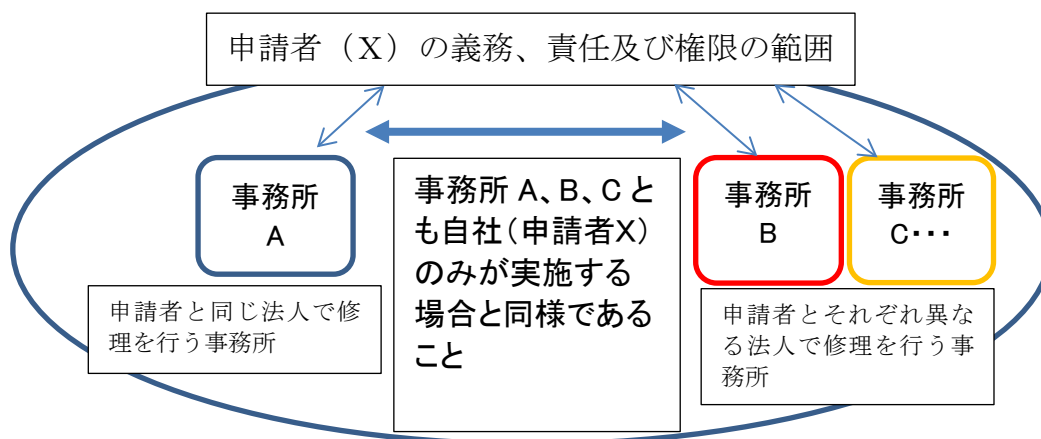 申請者（Ｘ）の義務、責任及び権限の範囲
事務所
A
事務所 A、B、C と
も自社（申請者X）
のみが実施する
場合と同様である
こと
事務所
B
事務所
C・・・
申請者と同じ法人で修
理を行う事務所
申請者とそれぞれ異な
る法人で修理を行う事
務所